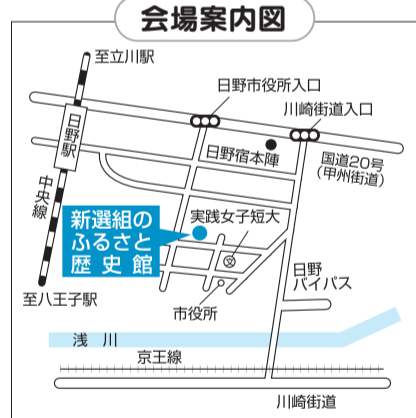 会場案内図
至立川駅
日野市役所入口
川崎街道入口
日野駅
日野宿本陣
国道20号
(甲州街道)
中央線
新選組の
ふるさと
歴史館
実践女子短大
日野
バイパス
市役所
至八王子駅
浅川
京王線
川崎街道